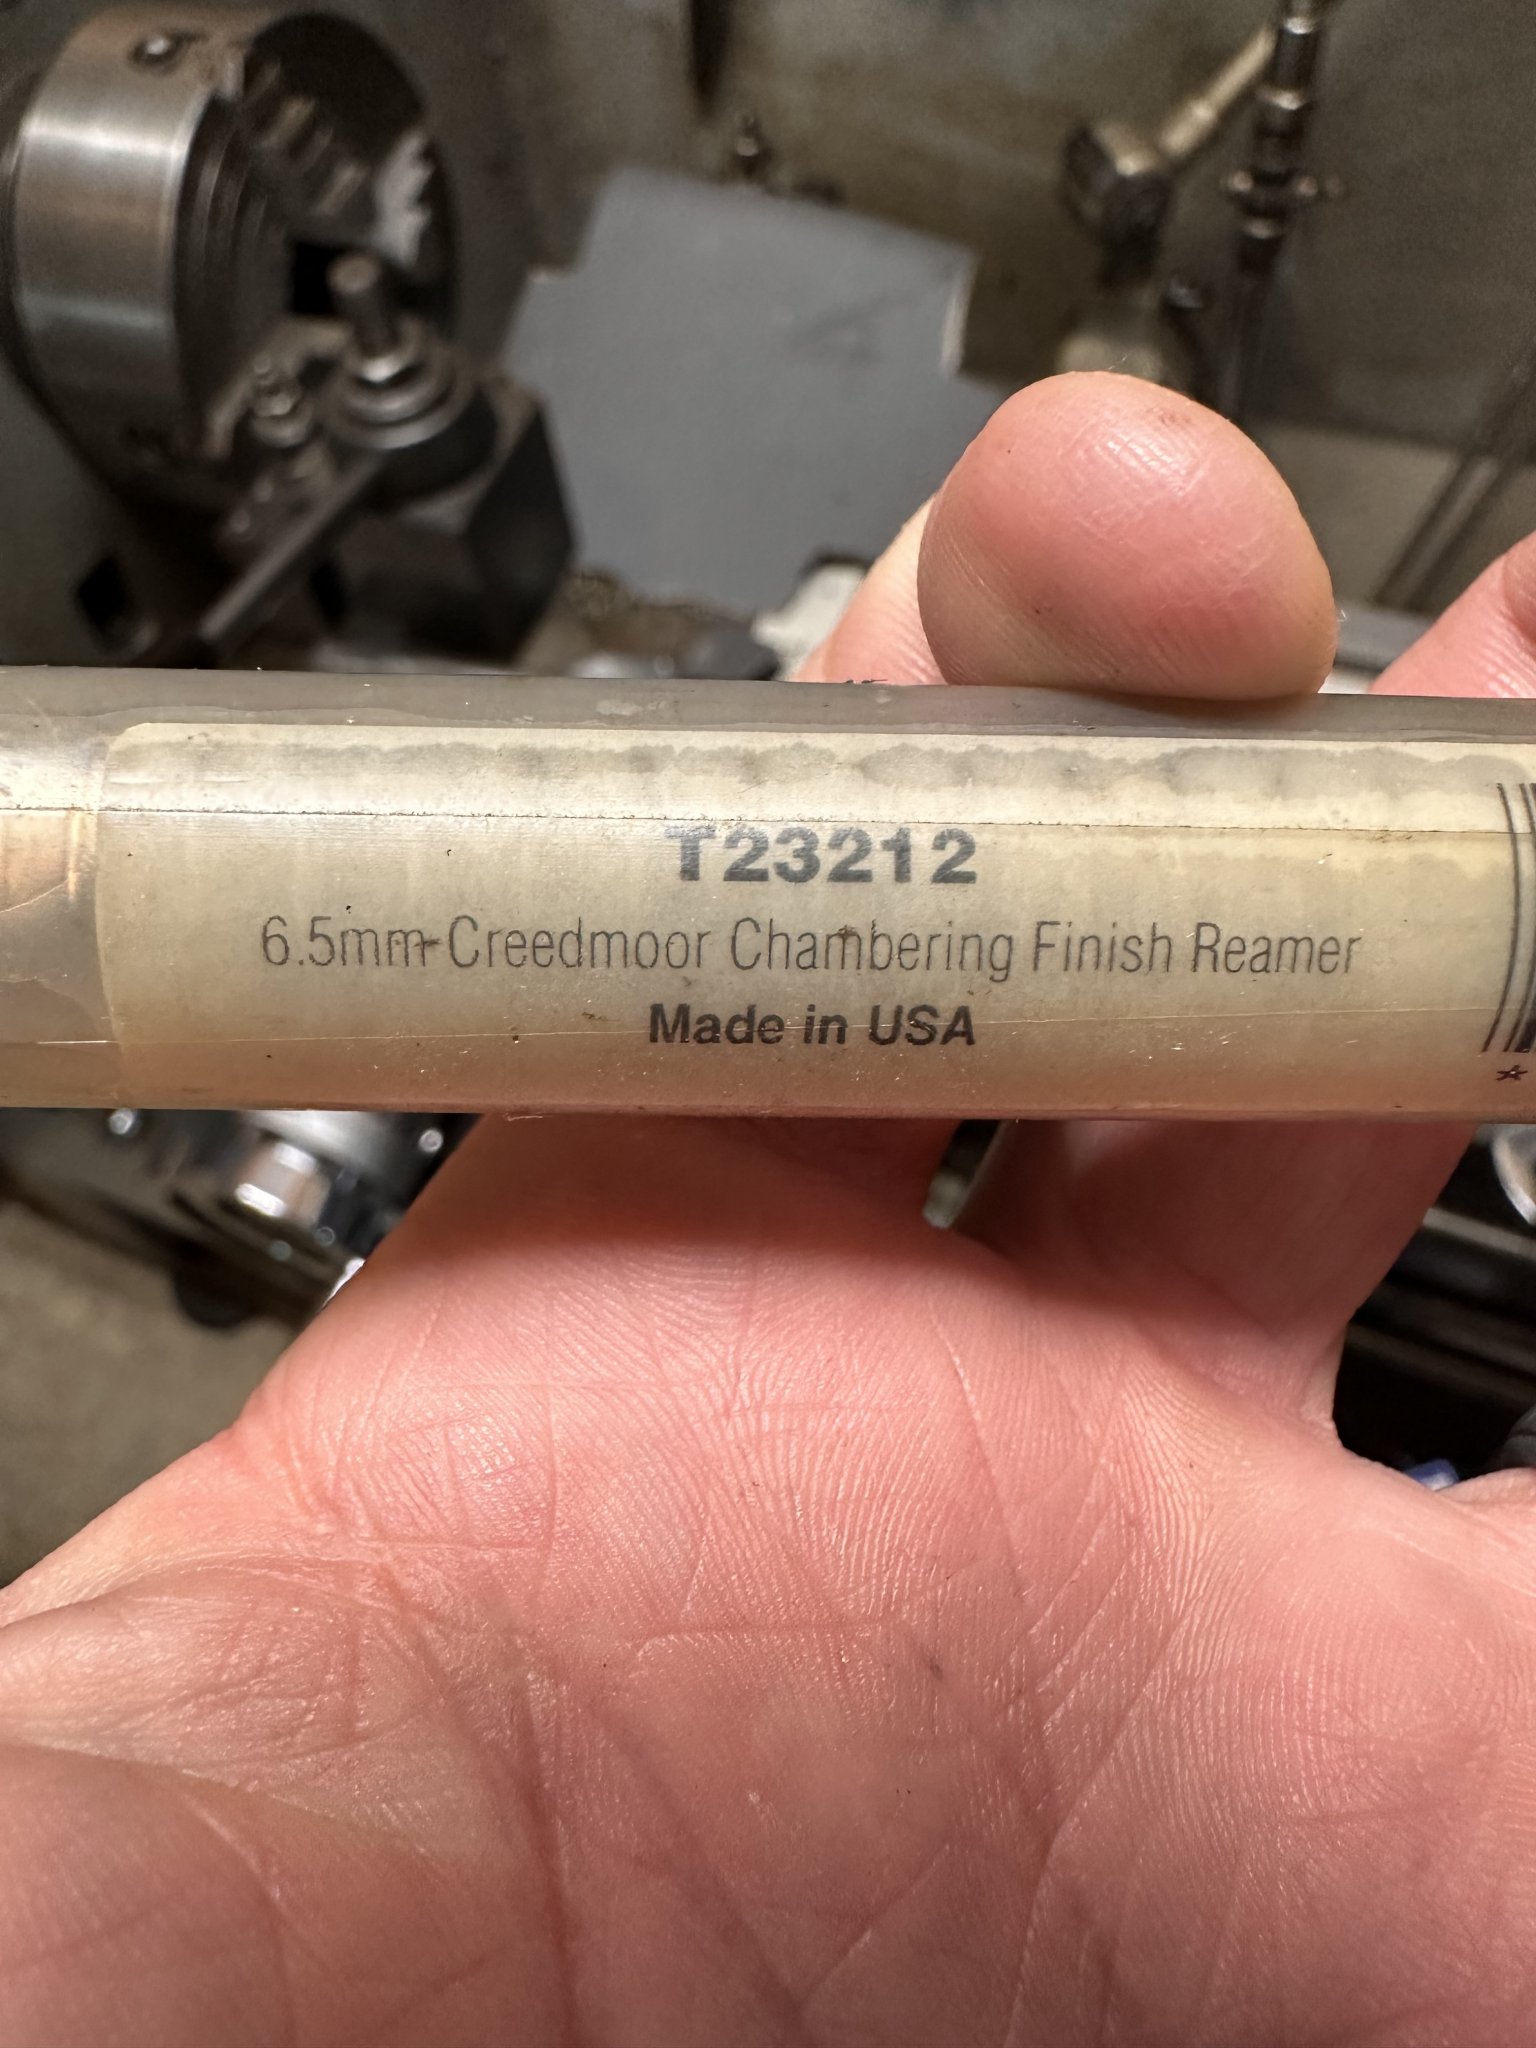 T23212
6.5mm Creedmoor Chambering Finish Reamer
Made in USA
*